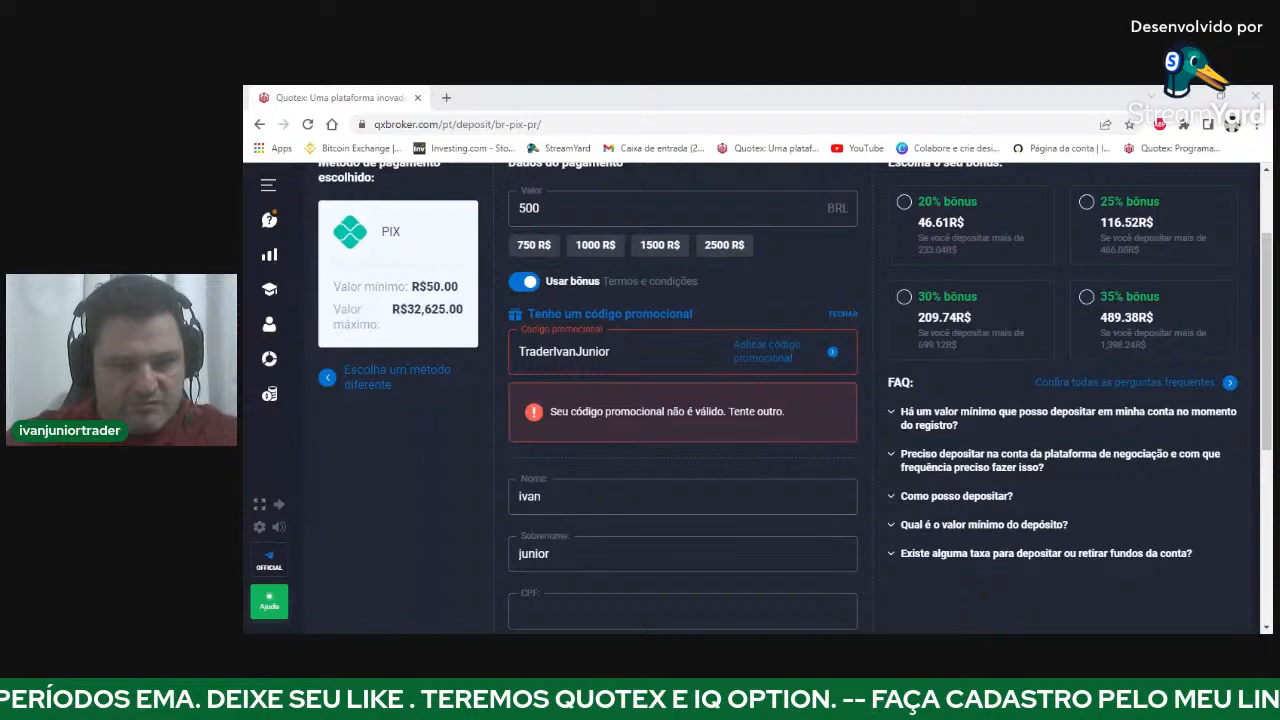 Desenvolvido por
S
StreamYard
Quotex: Uma plataforma inovad
qxbroker.com/pt/deposit/br-pix-pr/
Apps
Bitcoin Exchange |...
Investing.com - Sto...
StreamYard
Caixa de entrada (2...
Quotex: Uma plataf...
YouTube
Colabore e crie desi...
Página da conta | I...
Quotex: Programa...
Método de pagamento
escolhido:
PIX
Valor mínimo: R$50.00
Valor máximo: R$32,625.00
Escolha um método
diferente
Dados do pagamento
Valor
500 BRL
750 R$ 1000 R$ 1500 R$ 2500 R$
Usar bônus Termos e condições
Tenho um código promocional FECHAR
Código promocional
TraderIvanJunior
Aplicar código
promocional
Seu código promocional não é válido. Tente outro.
Nome:
ivan
Sobrenome:
junior
CPF:
Escolha o seu bônus:
20% bônus
46.61R$
Se você depositar mais de
233.04R$
25% bônus
116.52R$
Se você depositar mais de
466.08R$
30% bônus
209.74R$
Se você depositar mais de
699.12R$
35% bônus
489.38R$
Se você depositar mais de
1,398.24R$
FAQ: Confira todas as perguntas frequentes
Há um valor mínimo que posso depositar em minha conta no momento
do registro?
Preciso depositar na conta da plataforma de negociação e com que
frequência preciso fazer isso?
Como posso depositar?
Qual é o valor mínimo do depósito?
Existe alguma taxa para depositar ou retirar fundos da conta?
OFFICIAL
Ajuda
ivanjuniortrader
PERÍODOS EMA. DEIXE SEU LIKE . TEREMOS QUOTEX E IQ OPTION. -- FAÇA CADASTRO PELO MEU LIN